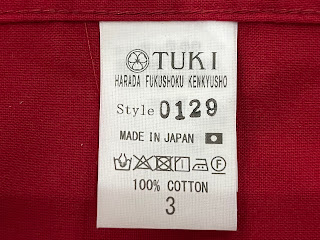 TUKI
HARADA FUKUSHOKU KENKYUSHO
Style 0129
MADE IN JAPAN
100% COTTON
3